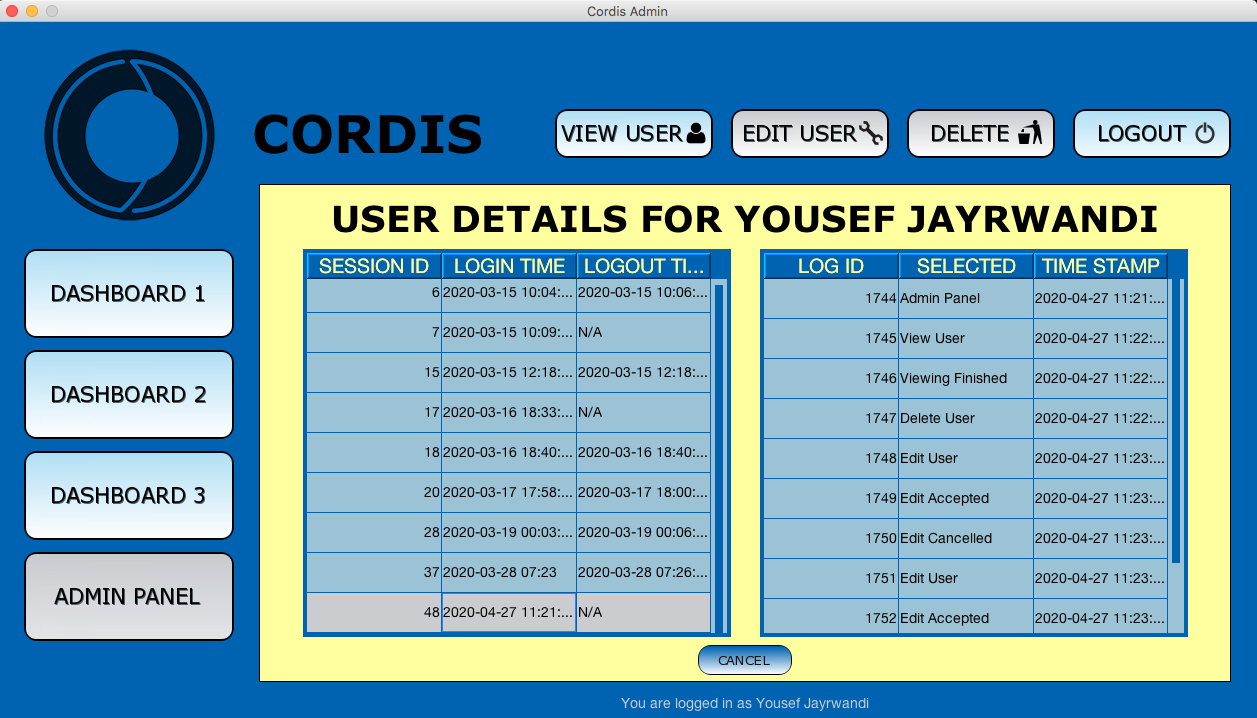 Cordis Admin
CORDIS
VIEW USER
EDIT USER
DELETE
LOGOUT
DASHBOARD 1
DASHBOARD 2
DASHBOARD 3
ADMIN PANEL
USER DETAILS FOR YOUSEF JAYRWANDI
SESSION ID LOGIN TIME LOGOUT TI...
6 2020-03-15 10:04:... 2020-03-15 10:06:...
7 2020-03-15 10:09:... N/A
15 2020-03-15 12:18:... 2020-03-15 12:18:...
17 2020-03-16 18:33:... N/A
18 2020-03-16 18:40:... 2020-03-16 18:40:...
20 2020-03-17 17:58:... 2020-03-17 18:00:...
28 2020-03-19 00:03:... 2020-03-19 00:06:...
37 2020-03-28 07:23 2020-03-28 07:26:...
48 2020-04-27 11:21:... N/A
LOG ID SELECTED TIME STAMP
1744 Admin Panel 2020-04-27 11:21:...
1745 View User 2020-04-27 11:22:...
1746 Viewing Finished 2020-04-27 11:22:...
1747 Delete User 2020-04-27 11:22:...
1748 Edit User 2020-04-27 11:23:...
1749 Edit Accepted 2020-04-27 11:23:...
1750 Edit Cancelled 2020-04-27 11:23:...
1751 Edit User 2020-04-27 11:23:...
1752 Edit Accepted 2020-04-27 11:23:...
CANCEL
You are logged in as Yousef Jayrwandi